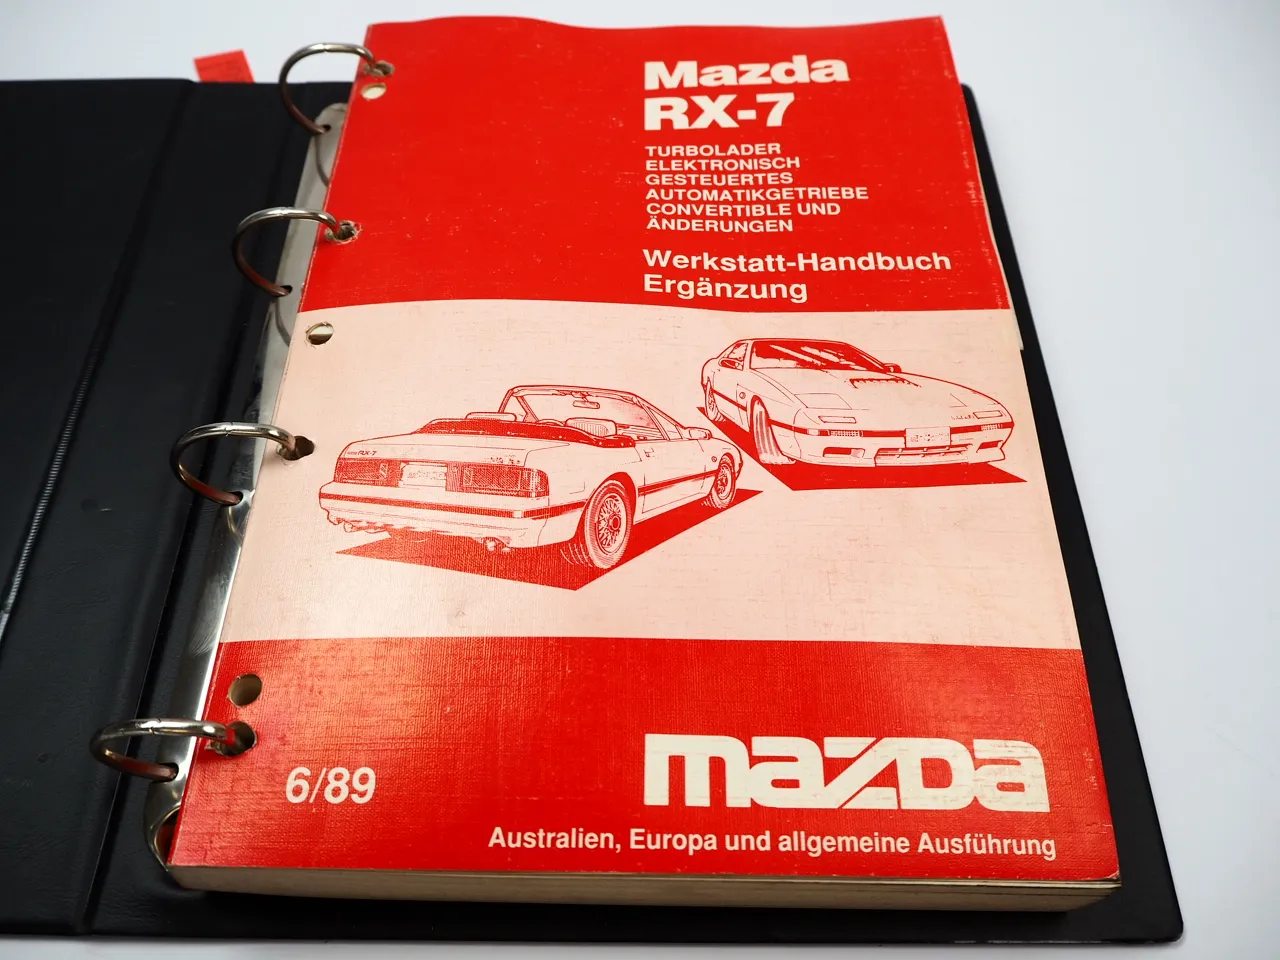 Mazda
RX-7
TURBOLADER
ELEKTRONISCH
GESTEUERTES
AUTOMATIKGETRIEBE
CONVERTIBLE UND
ÄNDERUNGEN
Werkstatt-Handbuch
Ergänzung
RX-7
6/89
mazda
Australien, Europa und allgemeine Ausführung